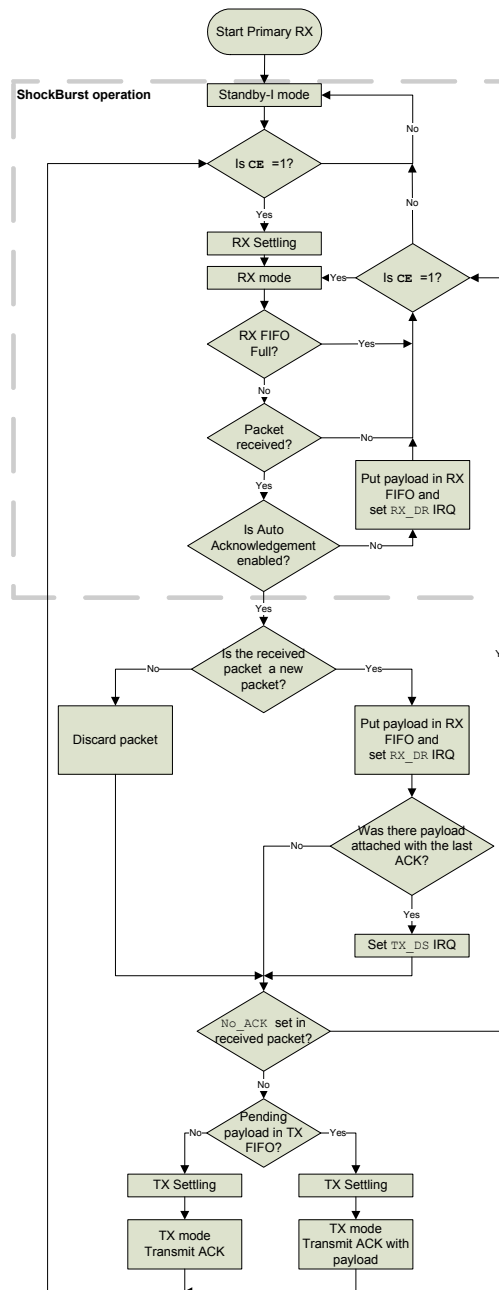 Start Primary RX
ShockBurst operation
Standby-I mode
No
Is CE =1?
No
Yes
RX Settling
Is CE =1?
RX mode
Yes
RX FIFO
Full?
Yes
No
Packet
received?
No
Put payload in RX
FIFO and
set RX_DR IRQ
Yes
Is Auto
Acknowledgement
enabled?
No
Yes
Is the received
packet a new
packet?
No
Yes
Y
Discard packet
Put payload in RX
FIFO and
set RX_DR IRQ
Was there payload
attached with the last
ACK?
No
Yes
Set TX_DS IRQ
No_ACK set in
received packet?
No
Pending
payload in TX
FIFO?
No
Yes
TX Settling
TX Settling
TX mode
Transmit ACK
TX mode
Transmit ACK with
payload